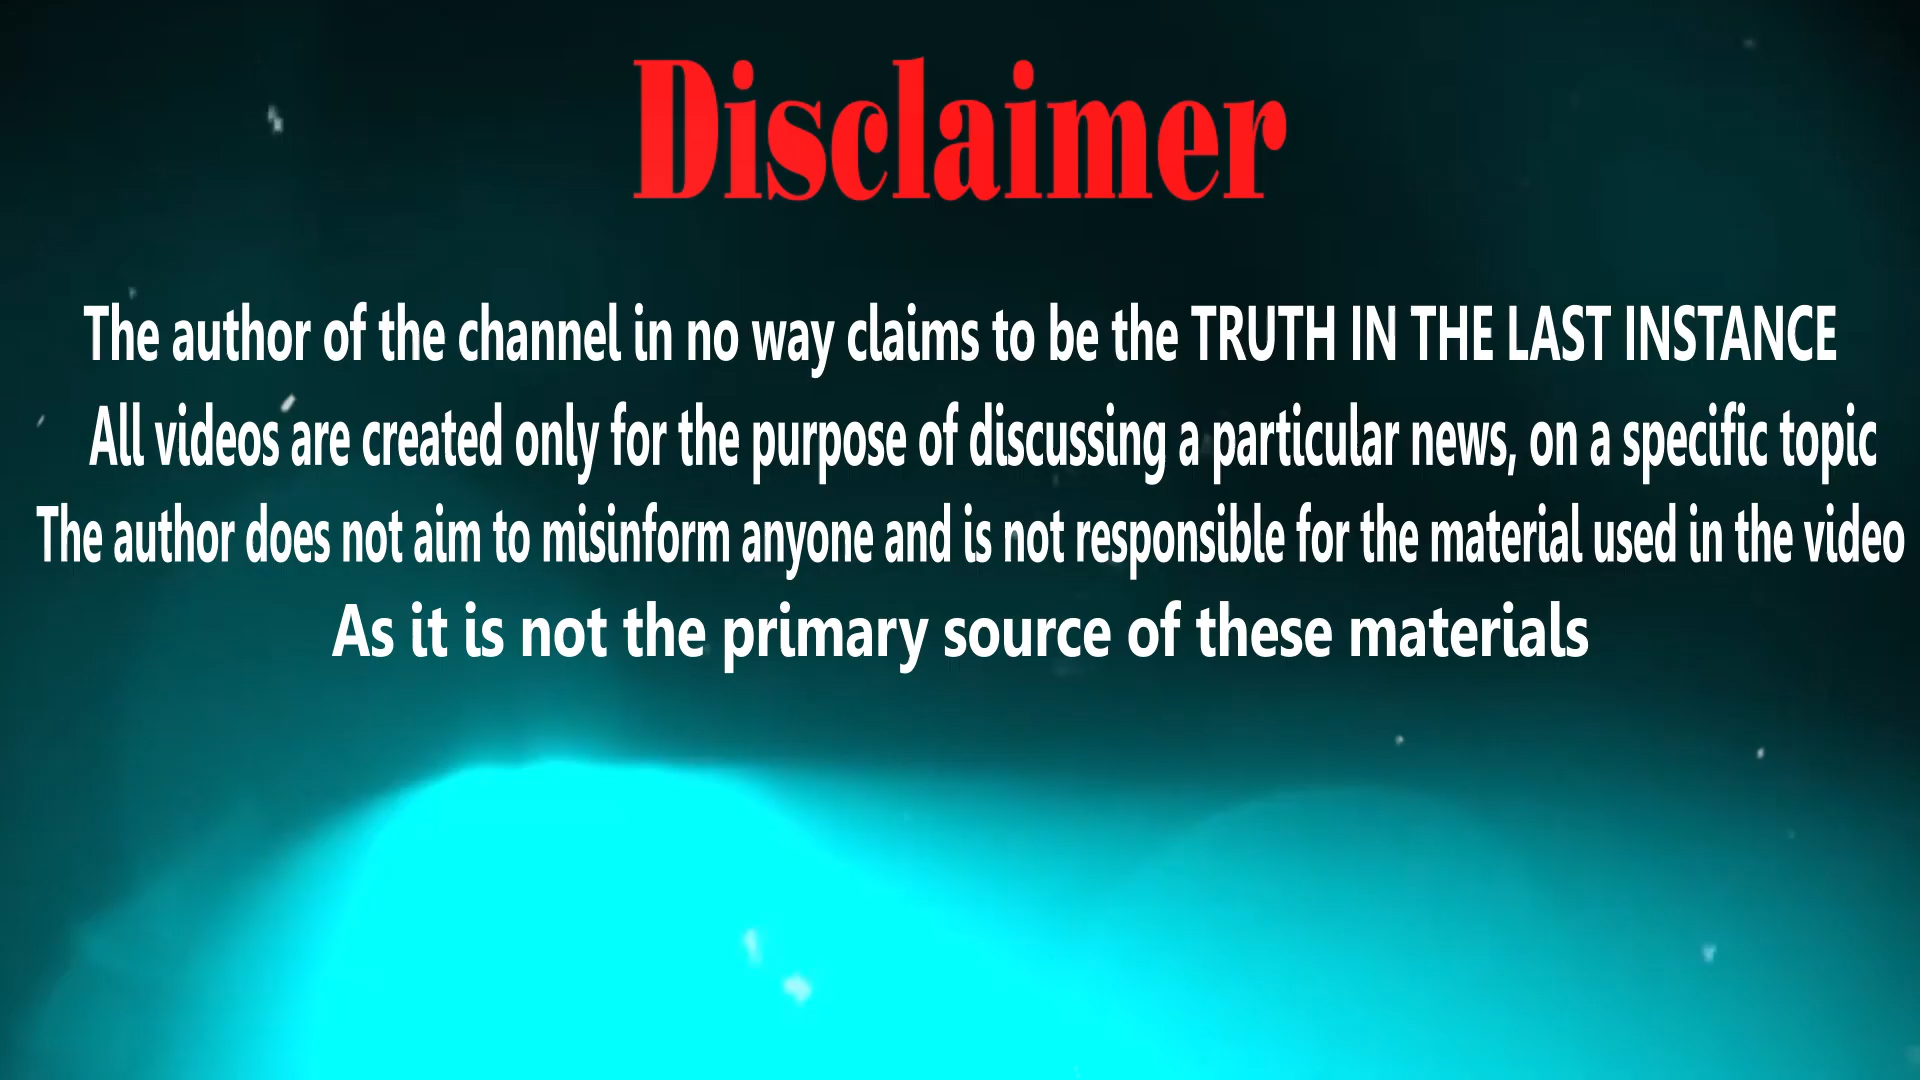 Disclaimer
The author of the channel in no way claims to be the TRUTH IN THE LAST INSTANCE
All videos are created only for the purpose of discussing a particular news, on a specific topic
The author does not aim to misinform anyone and is not responsible for the material used in the video
As it is not the primary source of these materials